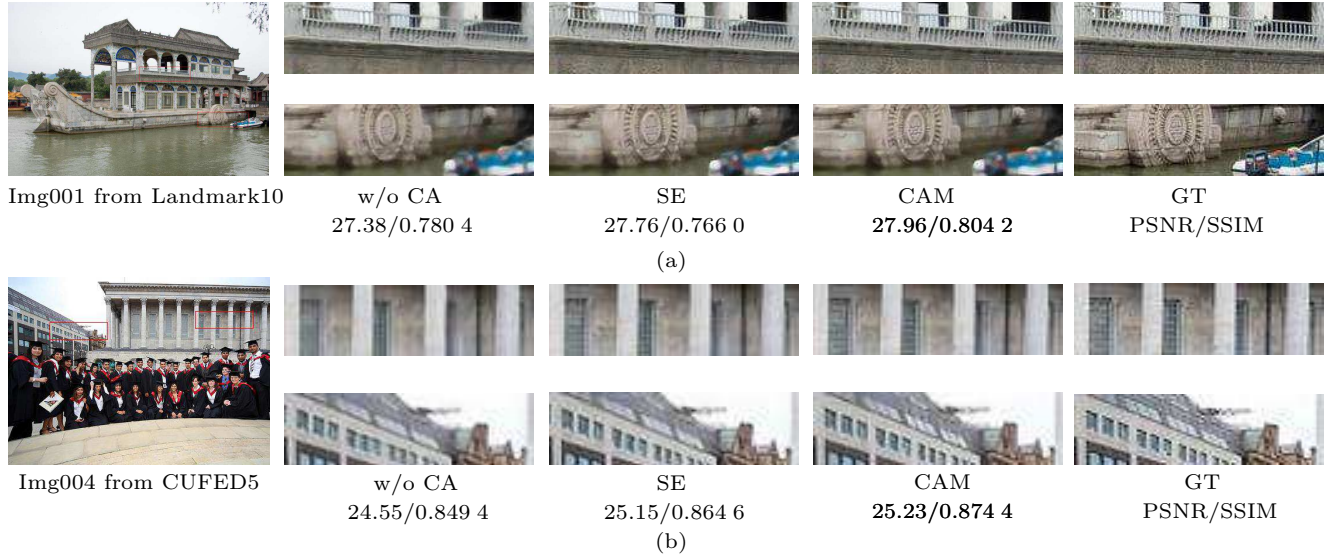 Img001 from Landmark10 w/o CA SE CAM GT
27.38/0.780 4 27.76/0.766 0 27.96/0.804 2 PSNR/SSIM
(a)
Img004 from CUFED5 w/o CA SE CAM GT
24.55/0.849 4 25.15/0.864 6 25.23/0.874 4 PSNR/SSIM
(b)